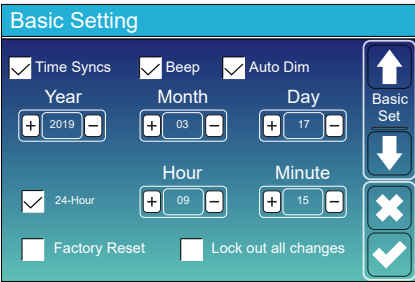 Basic Setting
Time Syncs Beep Auto Dim
Year Month Day
+ 2019 − + 03 − + 17 −
Basic
Set
Hour Minute
24-Hour + 09 − + 15 −
Factory Reset Lock out all changes